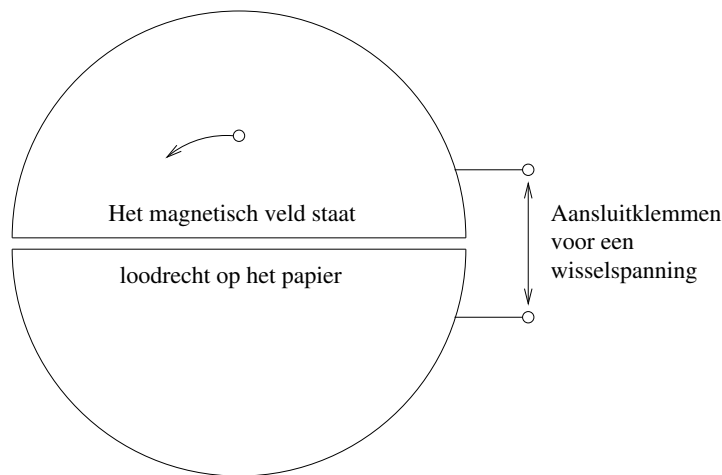 Het magnetisch veld staat
loodrecht op het papier
Aansluitklemmen
voor een
wisselspanning